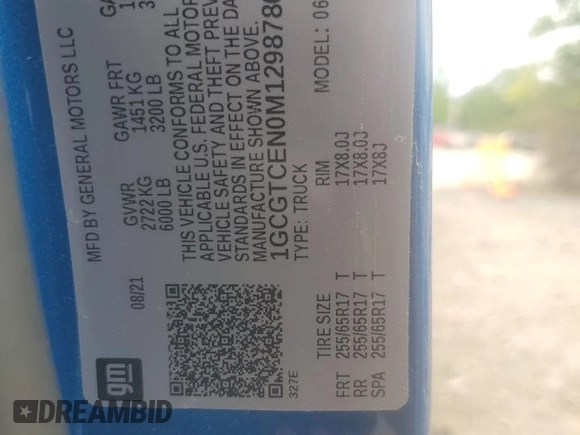 MFD BY GENERAL MOTORS LLC
08/21
GVWR
2722 KG
6000 LB
GAWR FRT
1451 KG
3200 LB
THIS VEHICLE CONFORMS TO ALL
APPLICABLE U.S. FEDERAL MOTOR
VEHICLE SAFETY AND THEFT
STANDARDS IN EFFECT ON THE DA
MANUFACTURE SHOWN ABOVE.
1GCGTCEN0M129878
TYPE: TRUCK
MODEL: 06
gm
327E
TIRE SIZE
RIM
FRT 255/65R17 T 17X8.0J
RR 255/65R17 T 17X8.0J
SPA 255/65R17 T 17X8J
DREAMBID